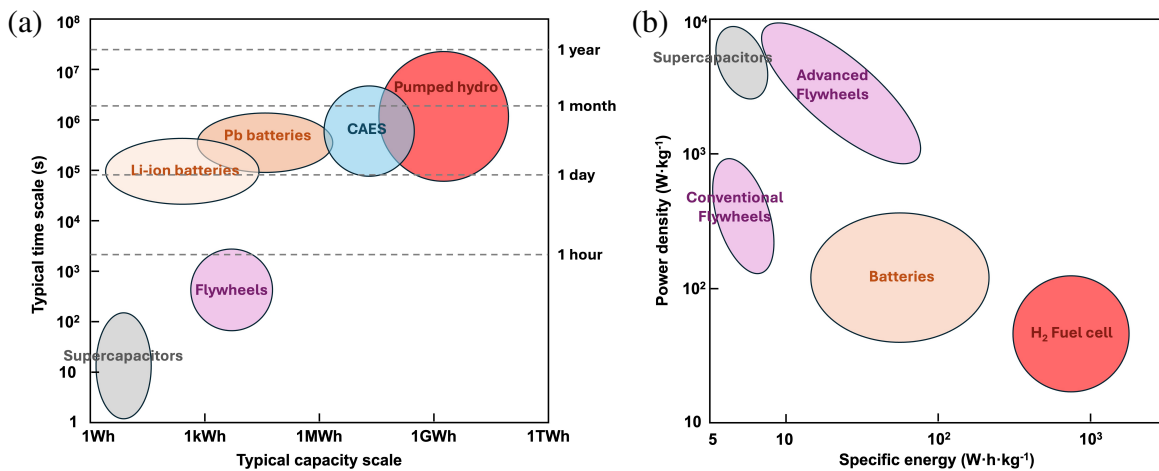 (a)
Typical time scale (s)
10⁸
10⁷
10⁶
10⁵
10⁴
10³
10²
10
1
1 year
1 month
1 day
1 hour
Pumped hydro
CAES
Pb batteries
Li-ion batteries
Flywheels
Supercapacitors
1Wh
1kWh
1MWh
1GWh
1TWh
Typical capacity scale
(b)
Power density (W·kg⁻¹)
10⁴
10³
10²
10
Supercapacitors
Advanced
Flywheels
Conventional
Flywheels
Batteries
H₂ Fuel cell
5
10
10²
10³
Specific energy (W·h·kg⁻¹)